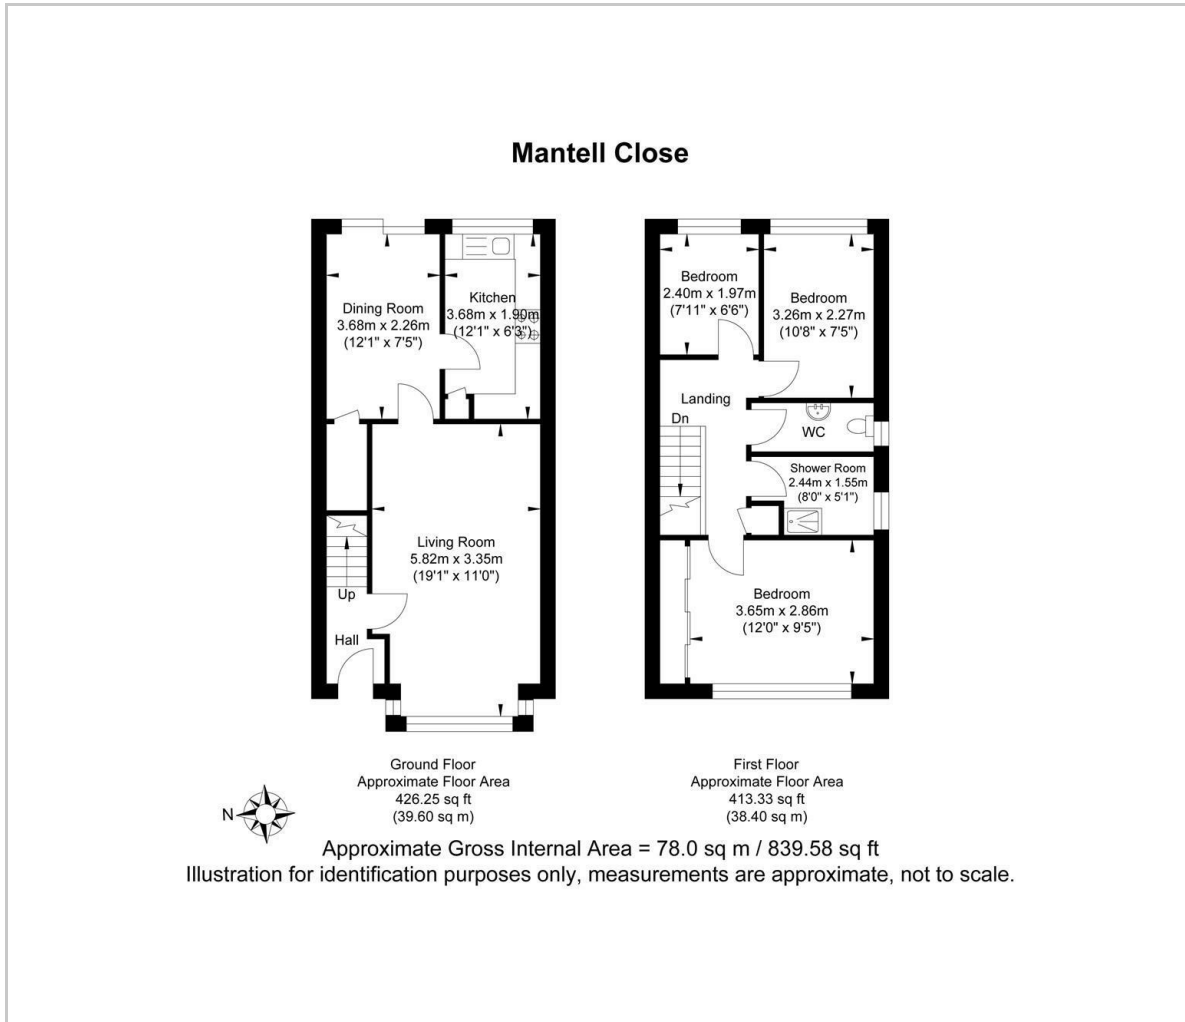 Mantell Close
Dining Room
3.68m x 2.26m
(12'1" x 7'5")
Kitchen
3.68m x 1.90m
(12'1" x 6'3")
Living Room
5.82m x 3.35m
(19'1" x 11'0")
Up
Hall
Bedroom
2.40m x 1.97m
(7'11" x 6'6")
Bedroom
3.26m x 2.27m
(10'8" x 7'5")
Landing
Dn
WC
Shower Room
2.44m x 1.55m
(8'0" x 5'1")
Bedroom
3.65m x 2.86m
(12'0" x 9'5")
Ground Floor
Approximate Floor Area
426.25 sq ft
(39.60 sq m)
First Floor
Approximate Floor Area
413.33 sq ft
(38.40 sq m)
N
Approximate Gross Internal Area = 78.0 sq m / 839.58 sq ft
Illustration for identification purposes only, measurements are approximate, not to scale.